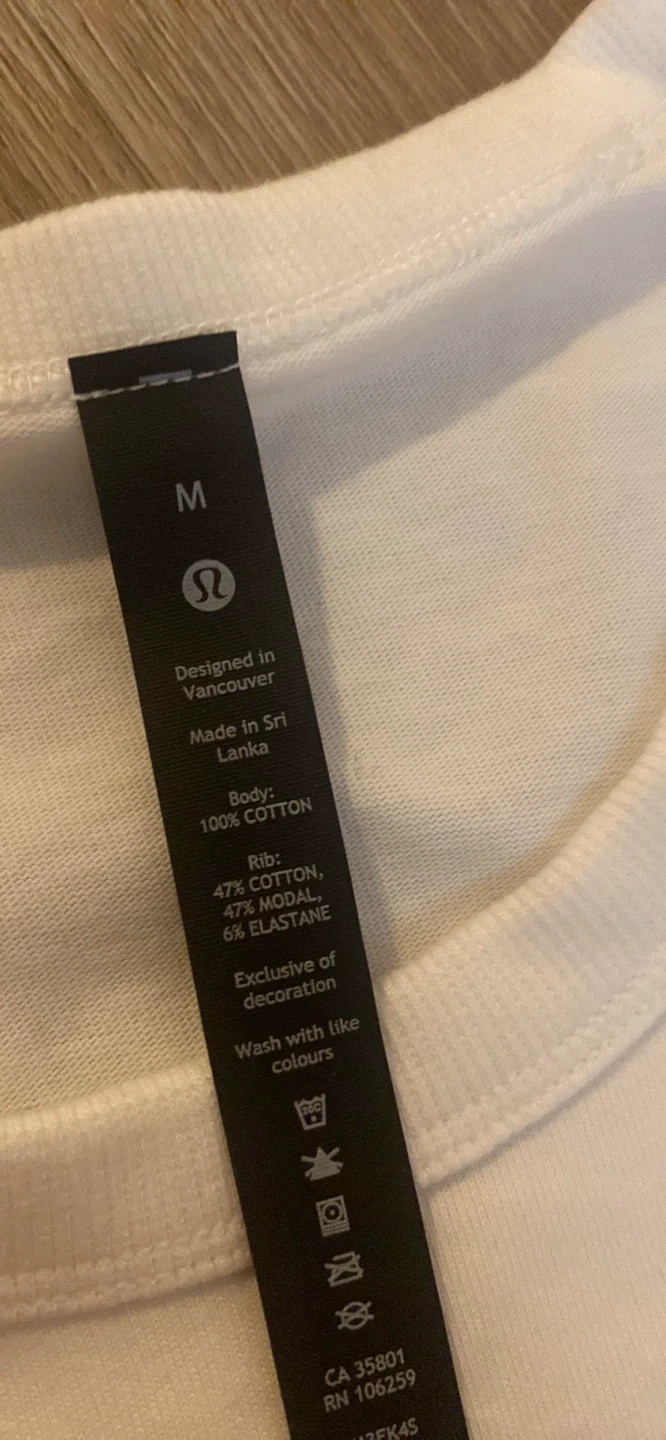 M
Designed in
Vancouver
Made in Sri
Lanka
Body:
100% COTTON
Rib:
47% COTTON,
47% MODAL,
6% ELASTANE
Exclusive of
decoration
Wash with like
colours
30C
CA 35801
RN 106259